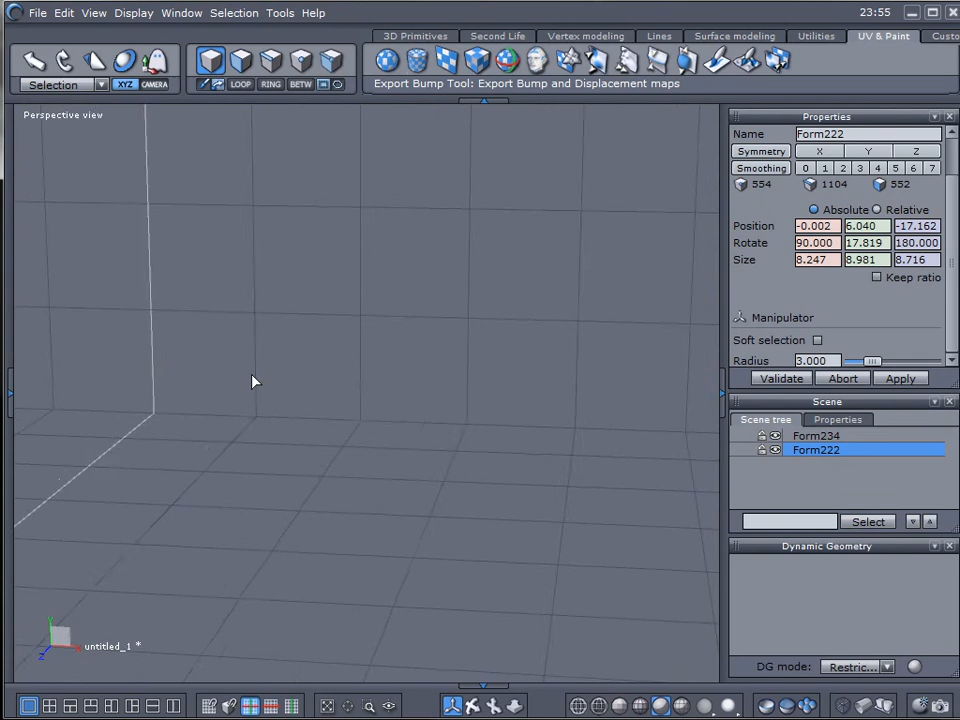 File Edit View Display Window Selection Tools Help 23:55
3D Primitives Second Life Vertex modeling Lines Surface modeling Utilities UV & Paint Custo
Selection XYZ CAMERA LOOP RING BETW Export Bump Tool: Export Bump and Displacement maps
Perspective view
Properties
Name Form222
Symmetry X Y Z
Smoothing 0 1 2 3 4 5 6 7
554 1104 552
Absolute Relative
Position -0.002 6.040 -17.162
Rotate 90.000 17.819 180.000
Size 8.247 8.981 8.716
Keep ratio
Manipulator
Soft selection
Radius 3.000
Validate Abort Apply
Scene
Scene tree Properties
Form234
Form222
Select
Dynamic Geometry
Y
X
Z
untitled_1 *
DG mode: Restric...